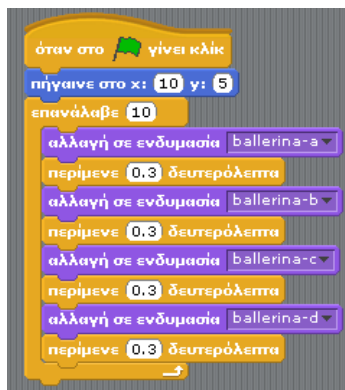 όταν στο γίνει κλικ
πήγαινε στο x: 10 y: 5
επανάλαβε 10
αλλαγή σε ενδυμασία ballerina-a
περίμενε 0.3 δευτερόλεπτα
αλλαγή σε ενδυμασία ballerina-b
περίμενε 0.3 δευτερόλεπτα
αλλαγή σε ενδυμασία ballerina-c
περίμενε 0.3 δευτερόλεπτα
αλλαγή σε ενδυμασία ballerina-d
περίμενε 0.3 δευτερόλεπτα